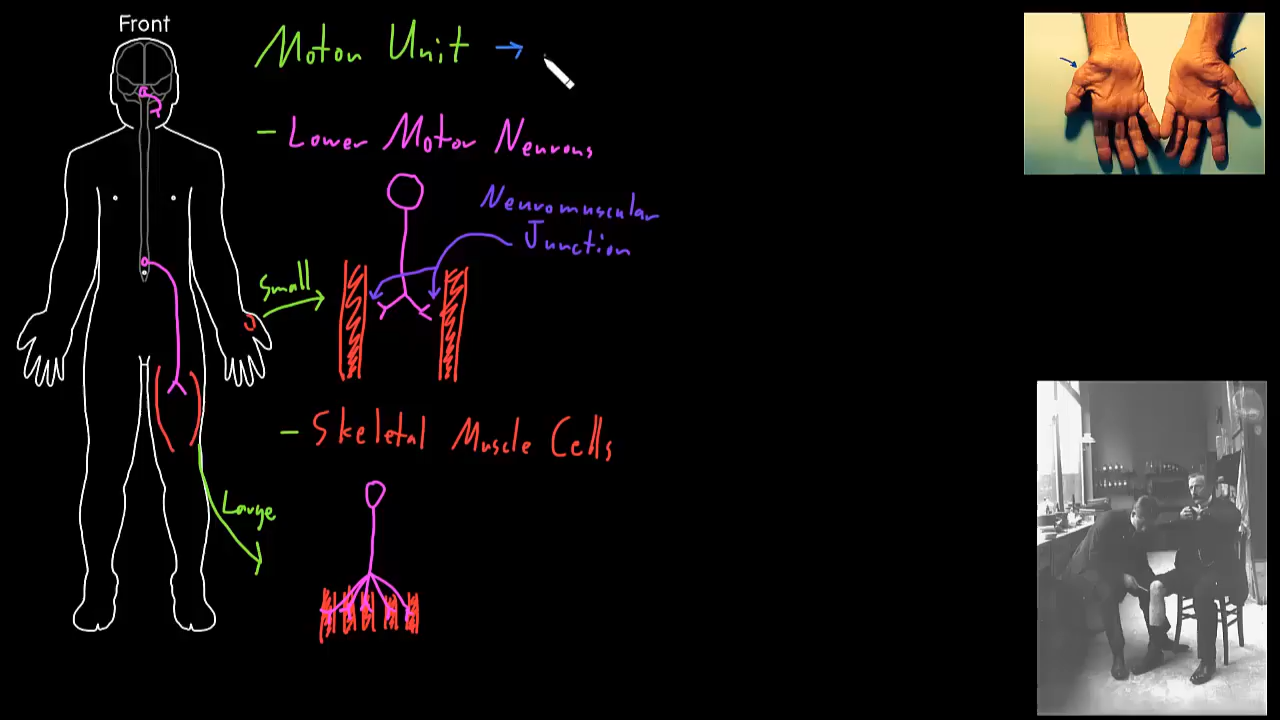 Front
Motor Unit →
- Lower Motor Neurons
Neuromuscular
Junction
Small
- Skeletal Muscle Cells
Large